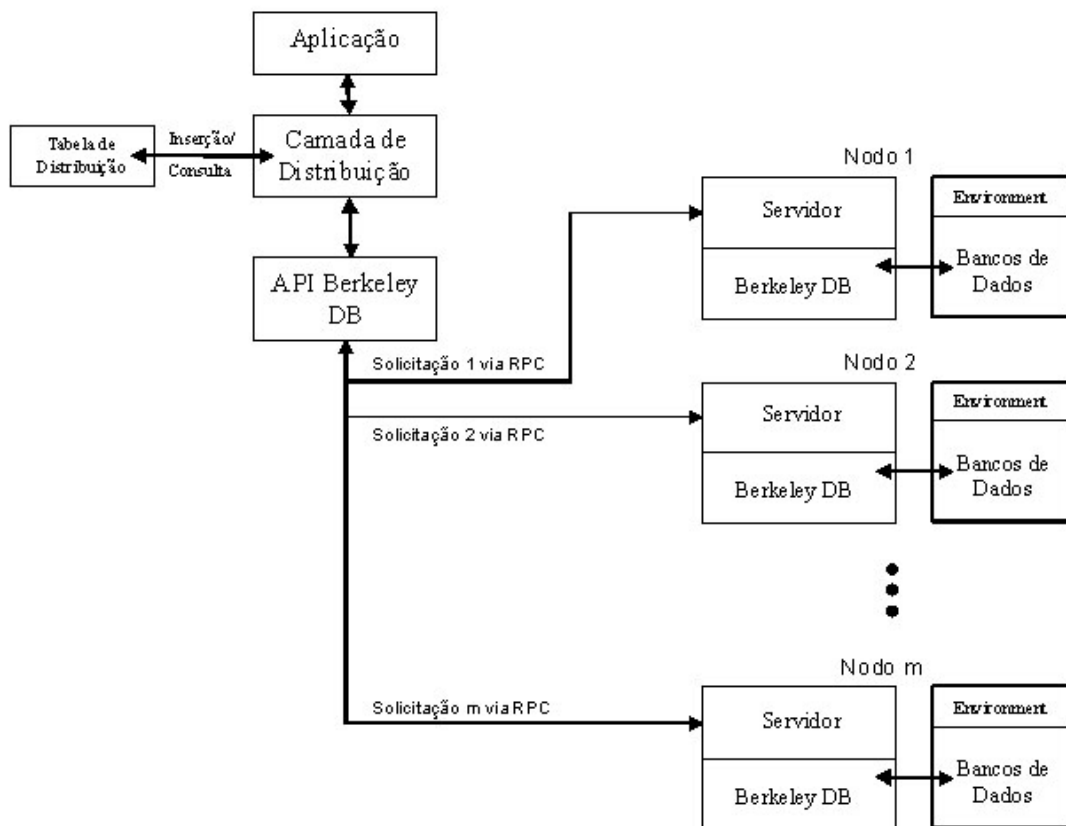 Aplicação
Tabela de
Distribuição
Inserção/
Consulta
Camada de
Distribuição
API Berkeley
DB
Nodo 1
Servidor
Berkeley DB
Environment
Bancos de
Dados
Solicitação 1 via RPC
Nodo 2
Solicitação 2 via RPC
Servidor
Berkeley DB
Environment
Bancos de
Dados
Nodo m
Solicitação m via RPC
Servidor
Berkeley DB
Environment
Bancos de
Dados